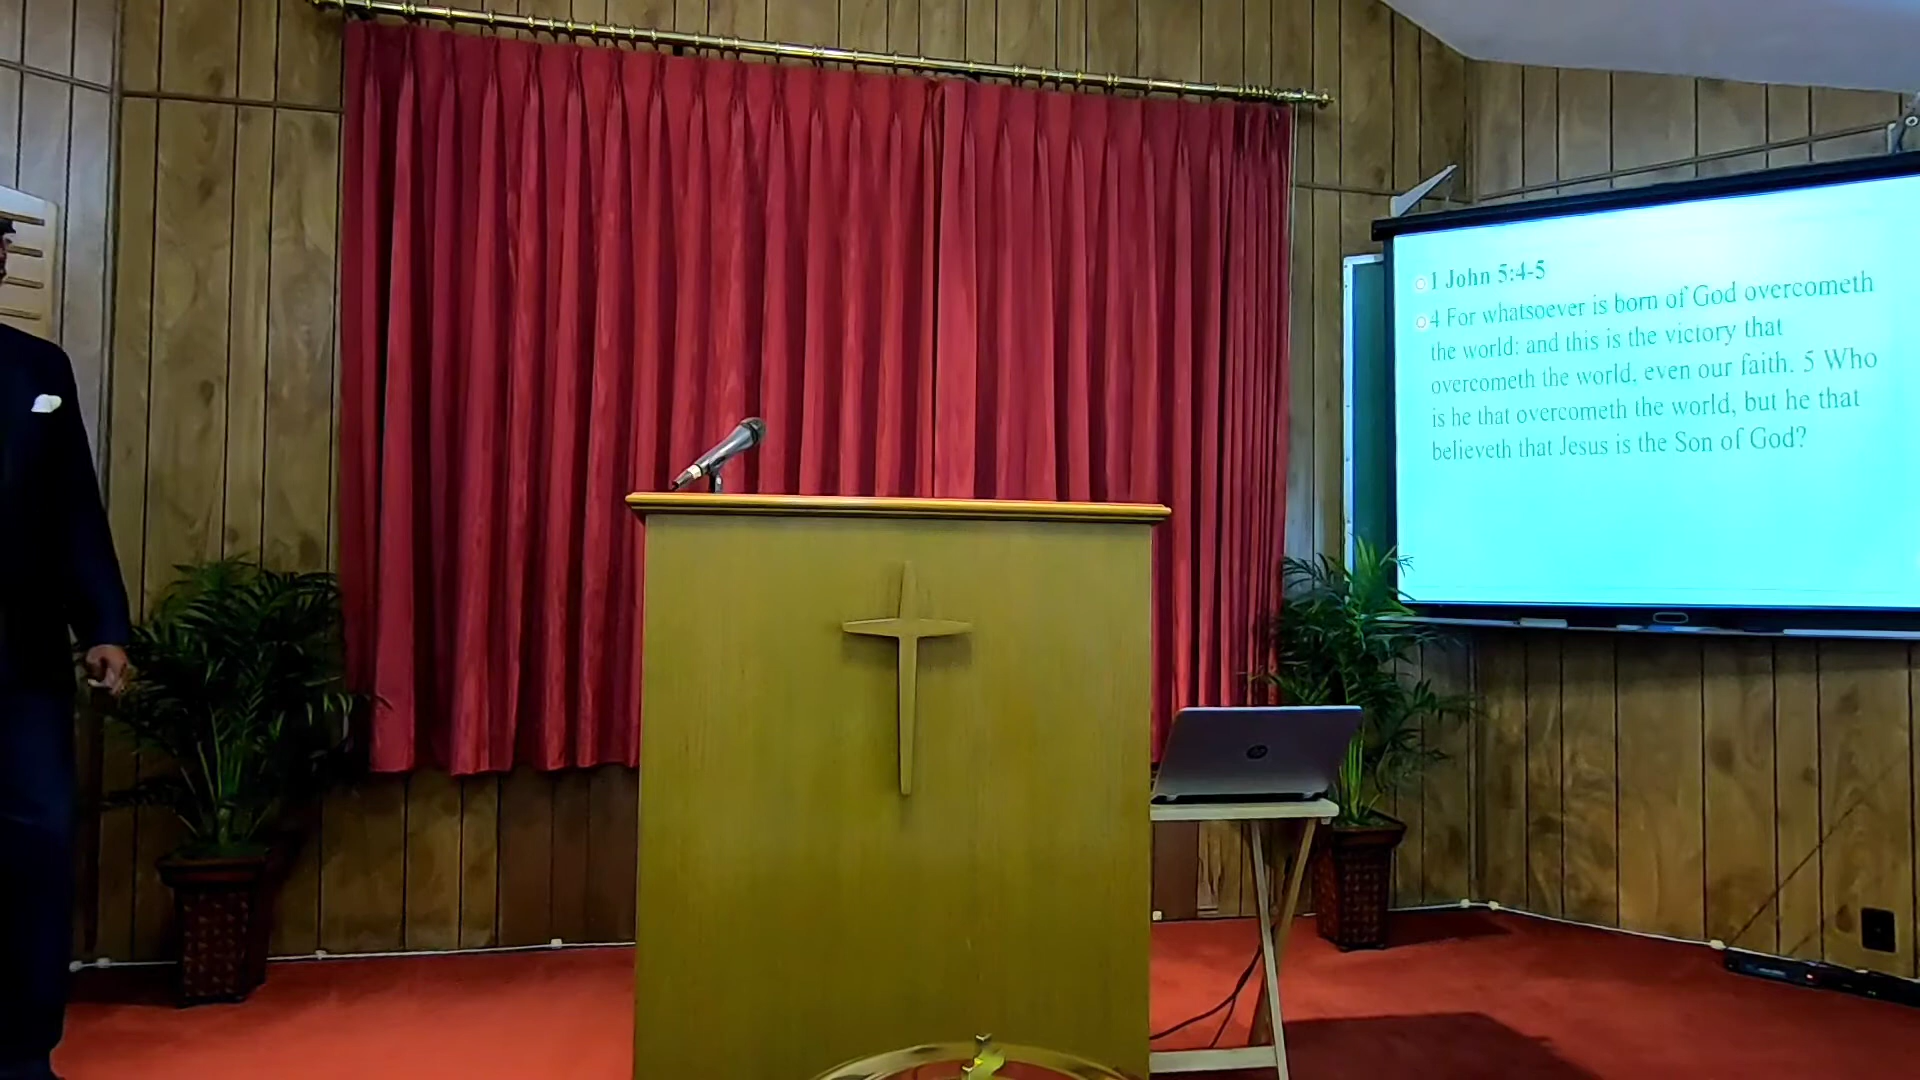 1 John 5:4-5
4 For whatsoever is born of God overcometh
the world: and this is the victory that
overcometh the world, even our faith. 5 Who
is he that overcometh the world, but he that
believeth that Jesus is the Son of God?
hp